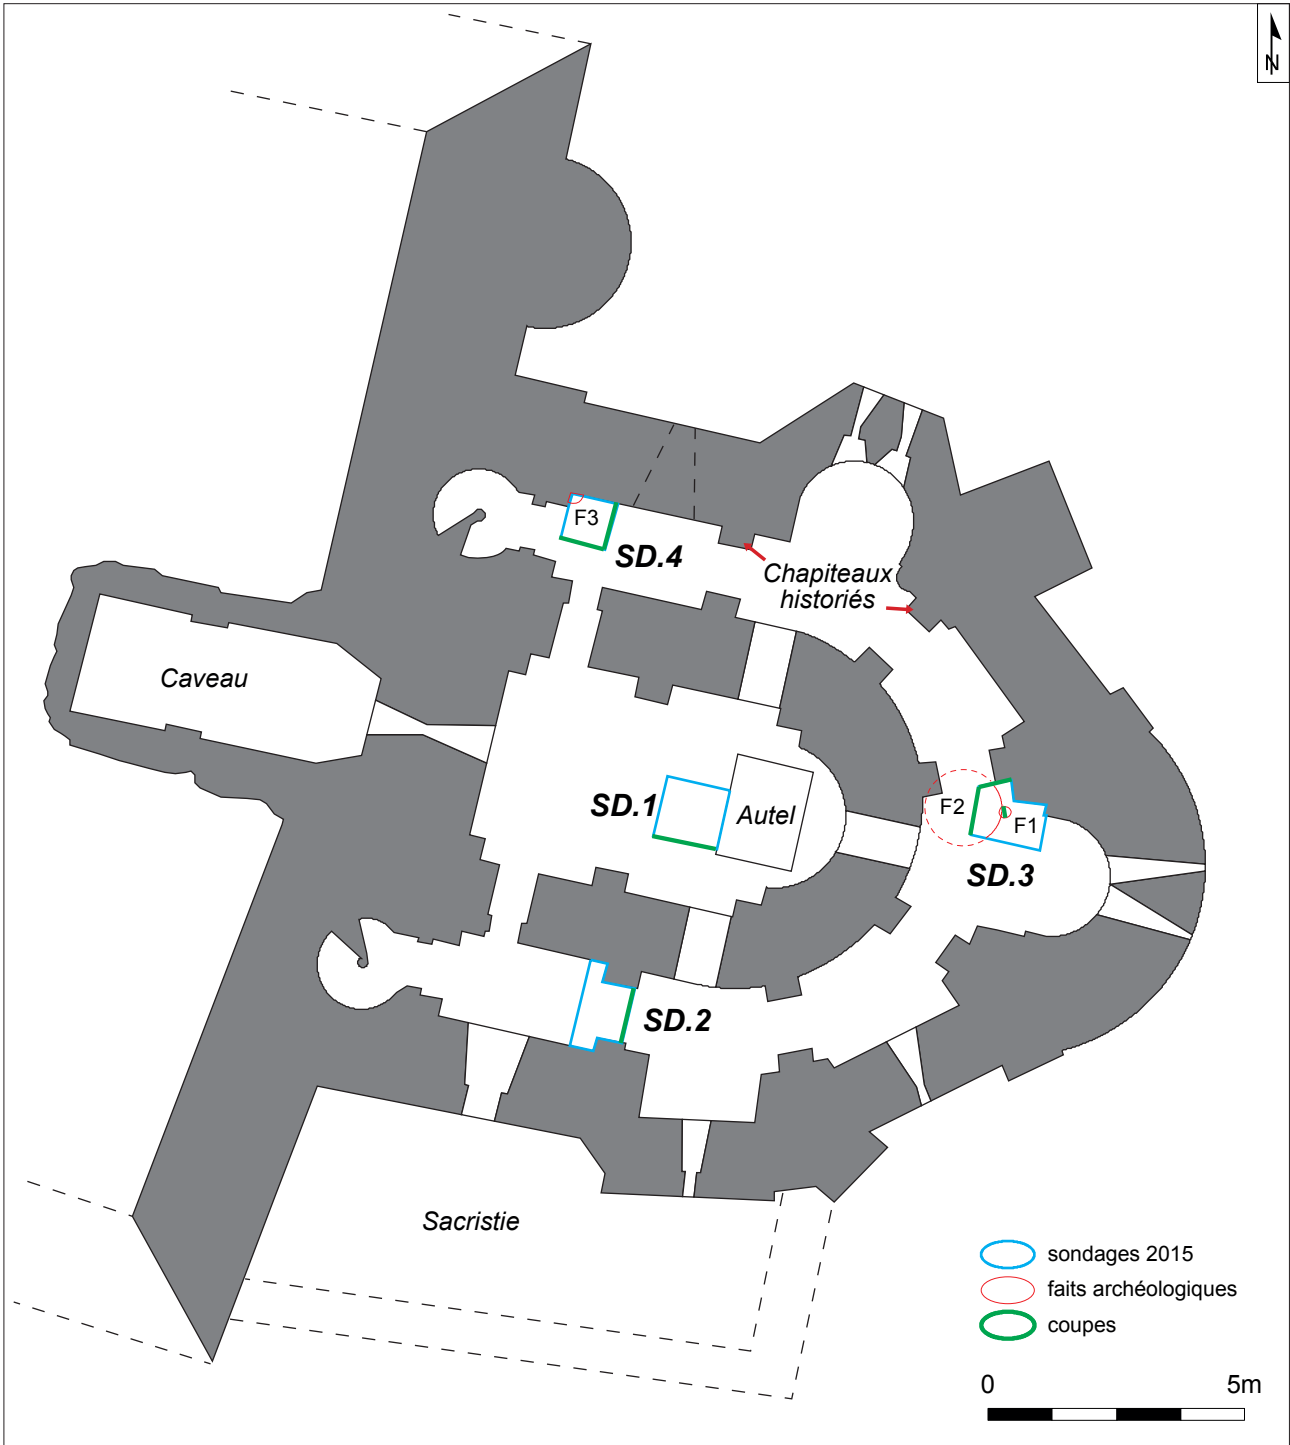 N
F3
SD.4
Chapiteaux
historiés
Caveau
SD.1
Autel
F2
F1
SD.3
SD.2
Sacristie
sondages 2015
faits archéologiques
coupes
0 5m